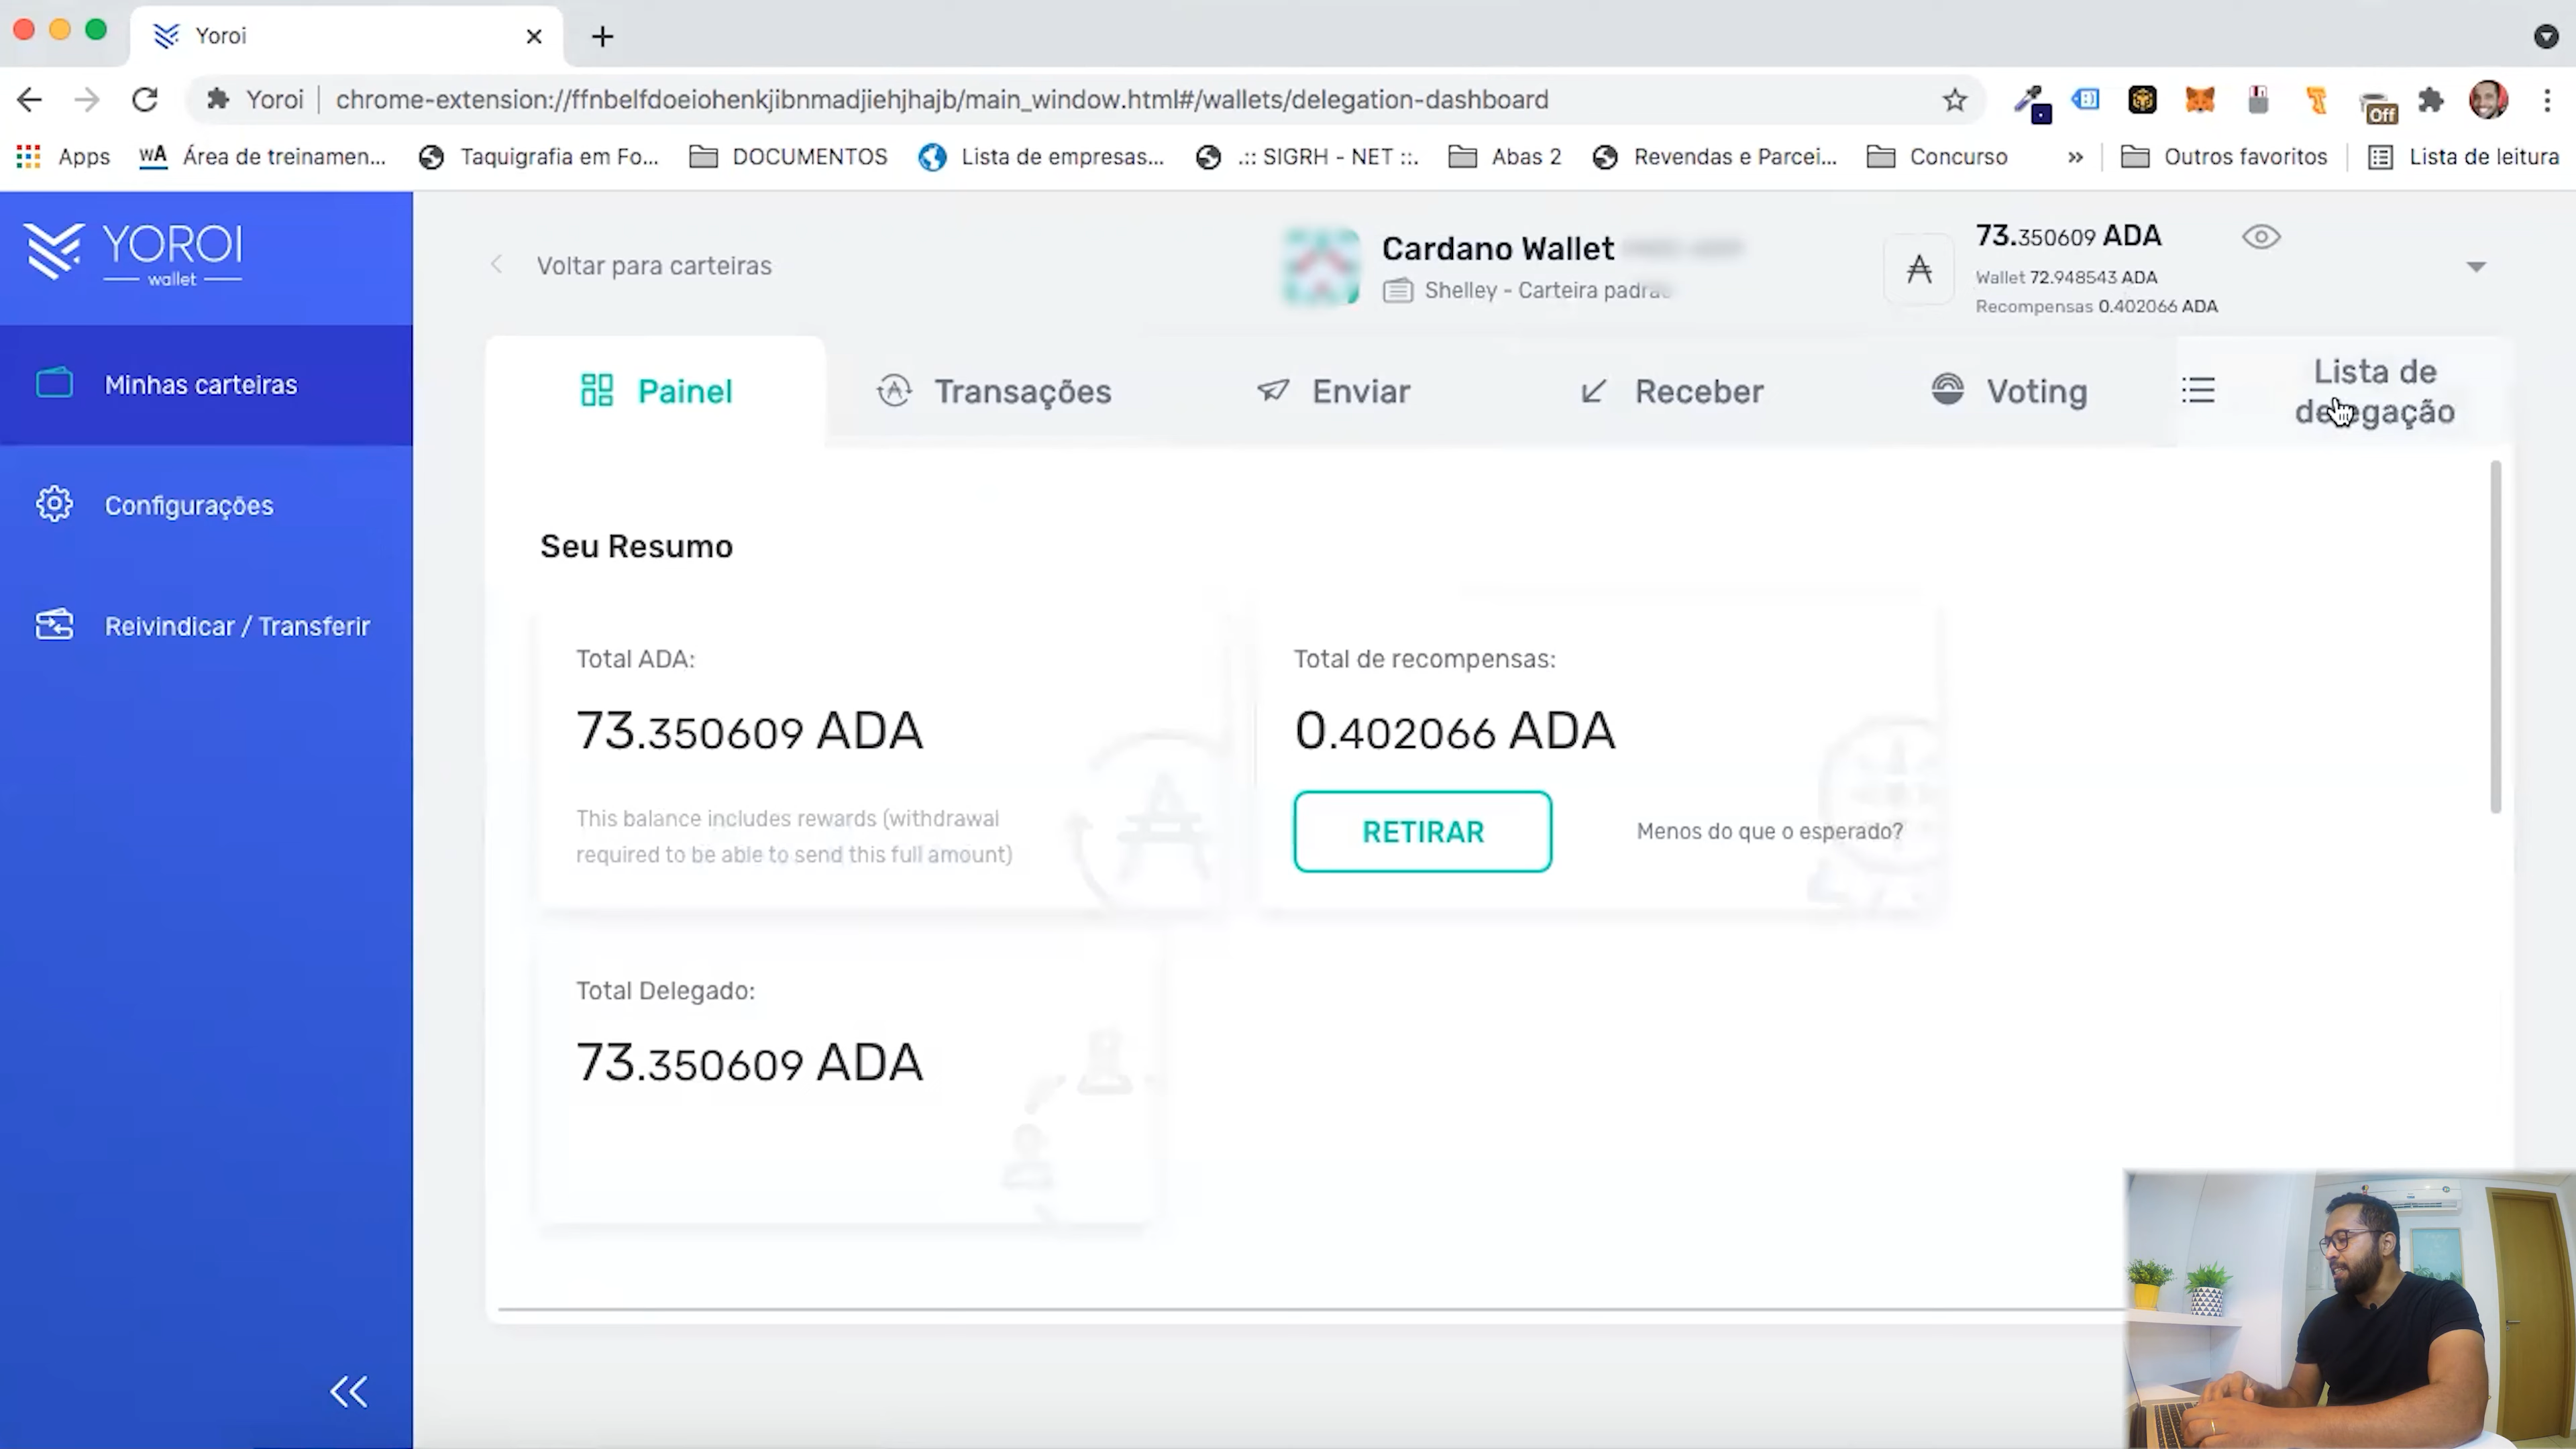 Yoroi
Yoroi
chrome-extension://ffnbelfdoeiohenkjibnmadjiehjhajb/main_window.html#/wallets/delegation-dashboard
Off
Apps
wA Área de treinamen...
Taquigrafia em Fo...
DOCUMENTOS
Lista de empresas...
.:: SIGRH - NET ::.
Abas 2
Revendas e Parcei...
Concurso
»
Outros favoritos
Lista de leitura
YOROI
wallet
Minhas carteiras
Configurações
Reivindicar / Transferir
Voltar para carteiras
Cardano Wallet
Shelley - Carteira padrão
73.350609 ADA
Wallet 72.948543 ADA
Recompensas 0.402066 ADA
Painel
Transações
Enviar
Receber
Voting
Lista de
delegação
Seu Resumo
Total ADA:
73.350609 ADA
This balance includes rewards (withdrawal
required to be able to send this full amount)
Total de recompensas:
0.402066 ADA
RETIRAR
Menos do que o esperado?
Total Delegado:
73.350609 ADA